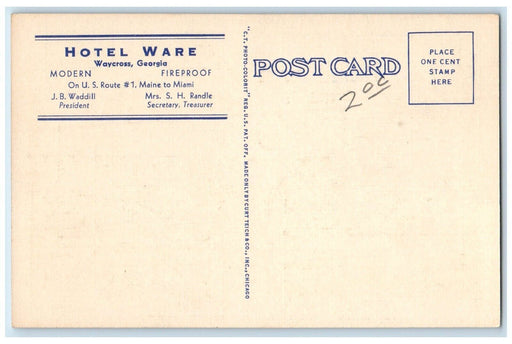 HOTEL WARE
Waycross, Georgia
MODERN FIREPROOF
On U. S. Route #1, Maine to Miami
J. B. Waddill Mrs. S. H. Randle
President Secretary, Treasurer
"C.T. PHOTO-COLORIT" REG. U.S. PAT. OFF. MADE ONLY BY CURT TEICH & CO., INC., CHICAGO
POST CARD
20¢
PLACE
ONE CENT
STAMP
HERE